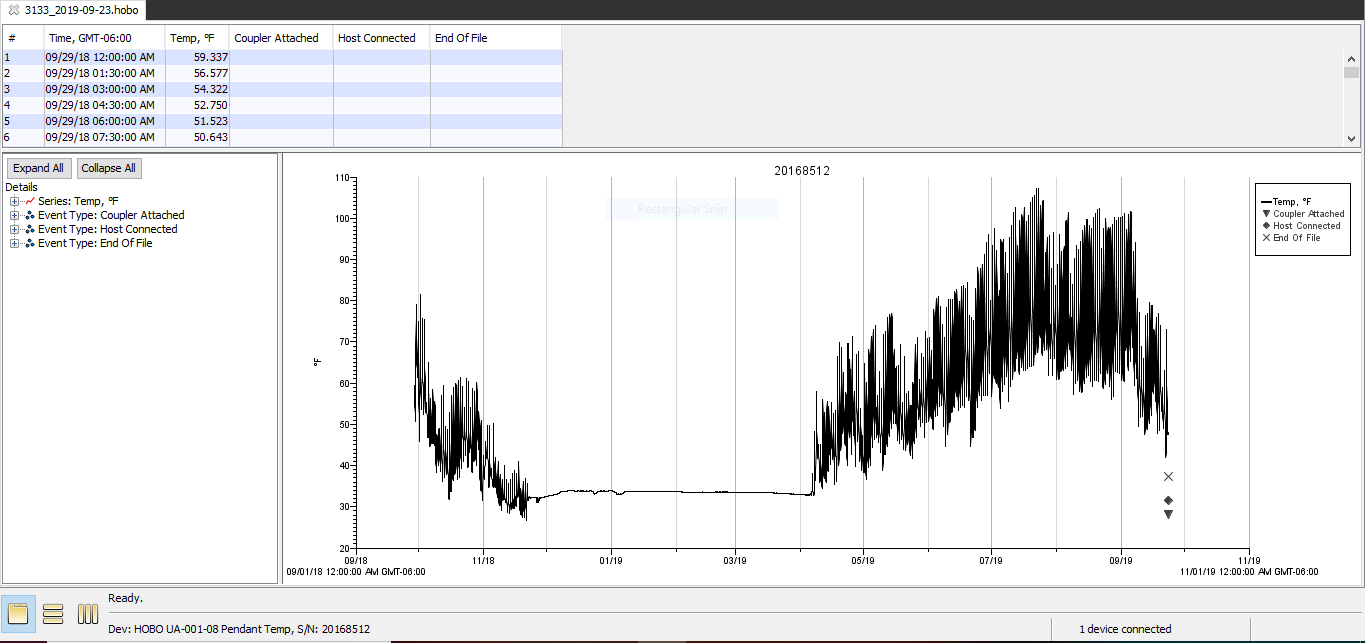 3133_2019-09-23.hobo
# Time, GMT-06:00 Temp, °F Coupler Attached Host Connected End Of File
1 09/29/18 12:00:00 AM 59.337
2 09/29/18 01:30:00 AM 56.577
3 09/29/18 03:00:00 AM 54.322
4 09/29/18 04:30:00 AM 52.750
5 09/29/18 06:00:00 AM 51.523
6 09/29/18 07:30:00 AM 50.643
Expand All Collapse All
Details
Series: Temp, °F
Event Type: Coupler Attached
Event Type: Host Connected
Event Type: End Of File
20168512
Rectangular Snip
110
100
90
80
70
60
50
40
30
20
°F
09/18 11/18 01/19 03/19 05/19 07/19 09/19 11/19
09/01/18 12:00:00 AM GMT-06:00 11/01/19 12:00:00 AM GMT-06:00
Temp, °F
Coupler Attached
Host Connected
End Of File
Ready.
Dev: HOBO UA-001-08 Pendant Temp, S/N: 20168512 1 device connected